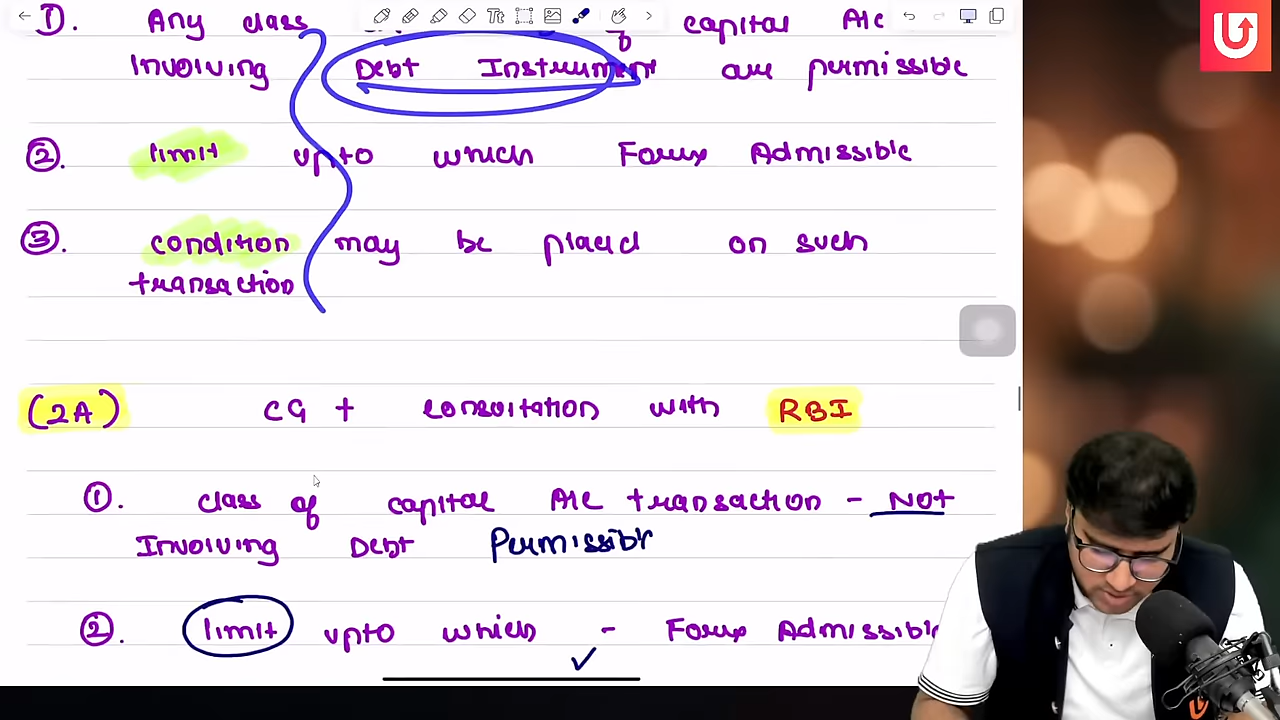 ①. Any class of capital A/c
Involving Debt Instrument are permissible
②. limit upto which Forex Admissible
③. condition may be placed on such
transaction
(2A) CG + consultation with RBI
①. class of capital A/c transaction - Not
Involving Debt Permissible
②. limit upto which - Forex Admissible